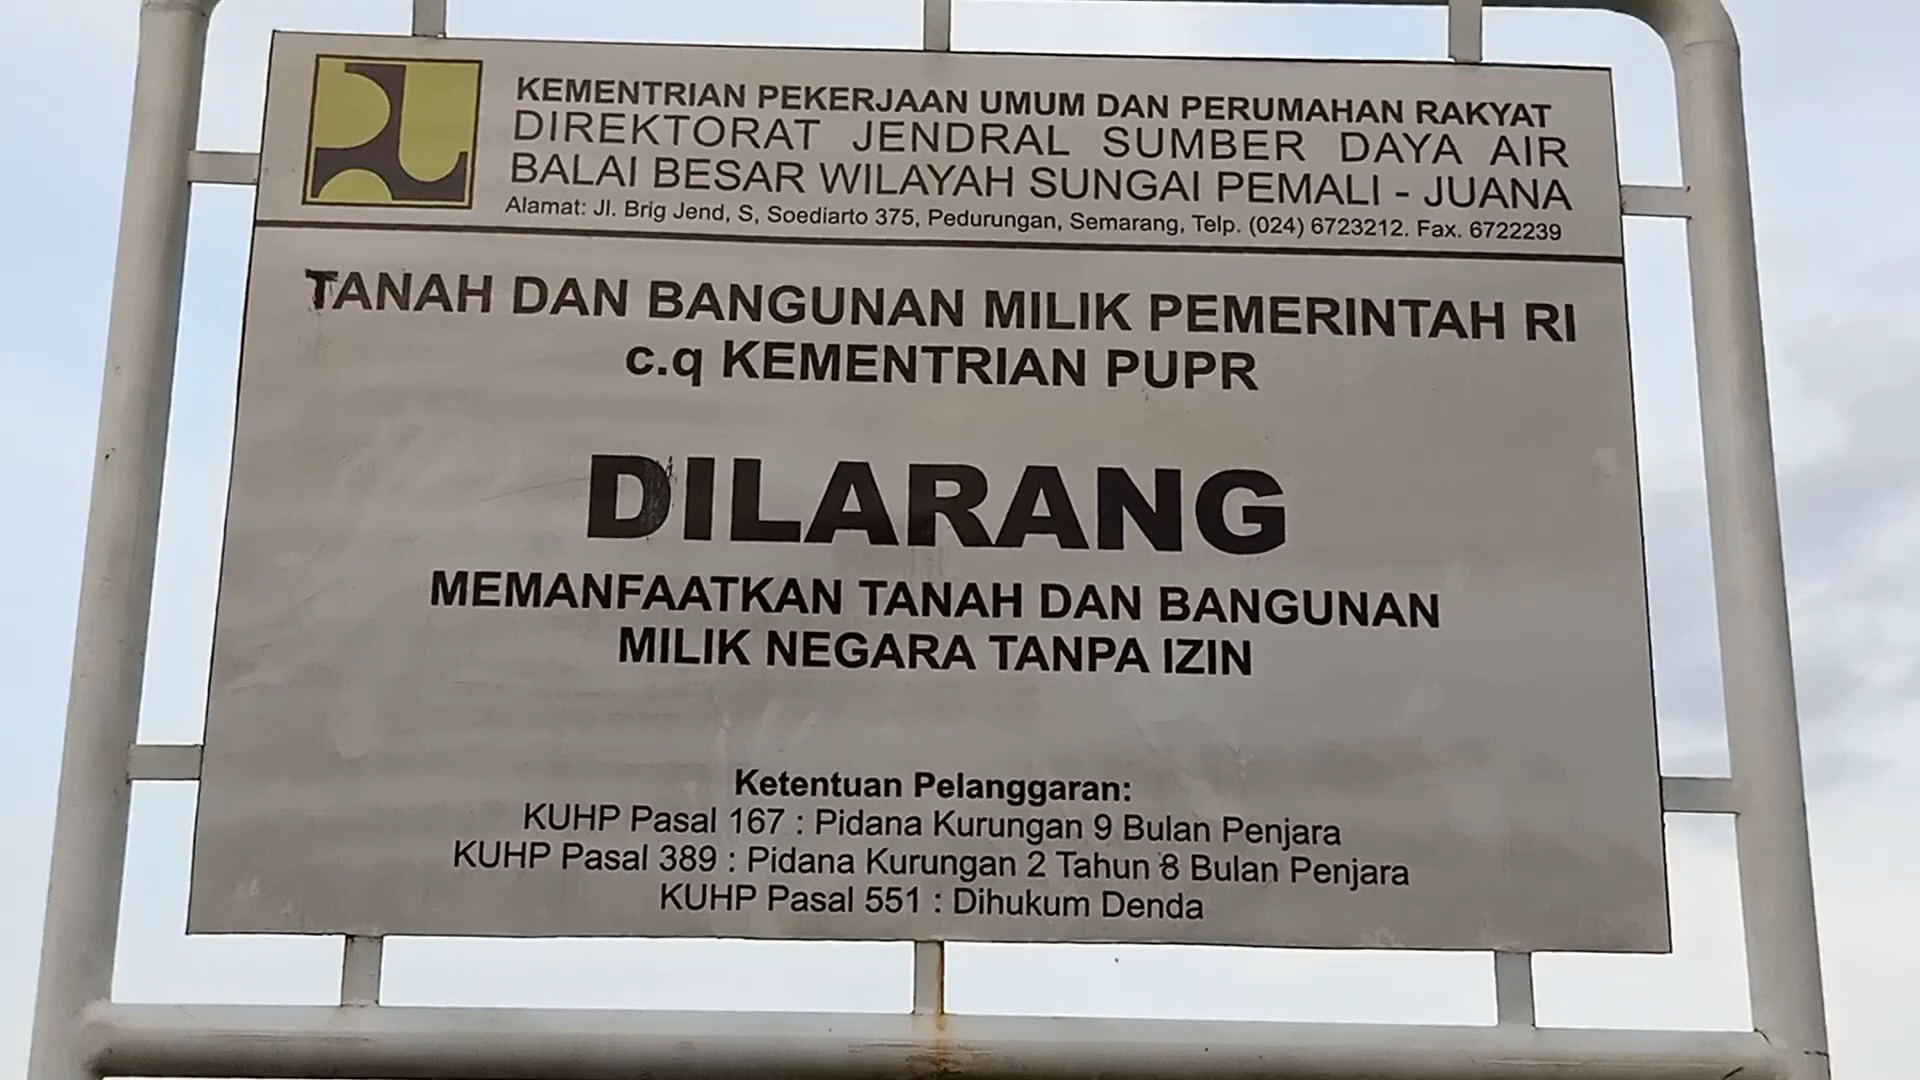 KEMENTRIAN PEKERJAAN UMUM DAN PERUMAHAN RAKYAT
DIREKTORAT JENDRAL SUMBER DAYA AIR
BALAI BESAR WILAYAH SUNGAI PEMALI - JUANA
Alamat: Jl. Brig Jend, S, Soediarto 375, Pedurungan, Semarang, Telp. (024) 6723212. Fax. 6722239
TANAH DAN BANGUNAN MILIK PEMERINTAH RI
c.q KEMENTRIAN PUPR
DILARANG
MEMANFAATKAN TANAH DAN BANGUNAN
MILIK NEGARA TANPA IZIN
Ketentuan Pelanggaran:
KUHP Pasal 167 : Pidana Kurungan 9 Bulan Penjara
KUHP Pasal 389 : Pidana Kurungan 2 Tahun 8 Bulan Penjara
KUHP Pasal 551 : Dihukum Denda